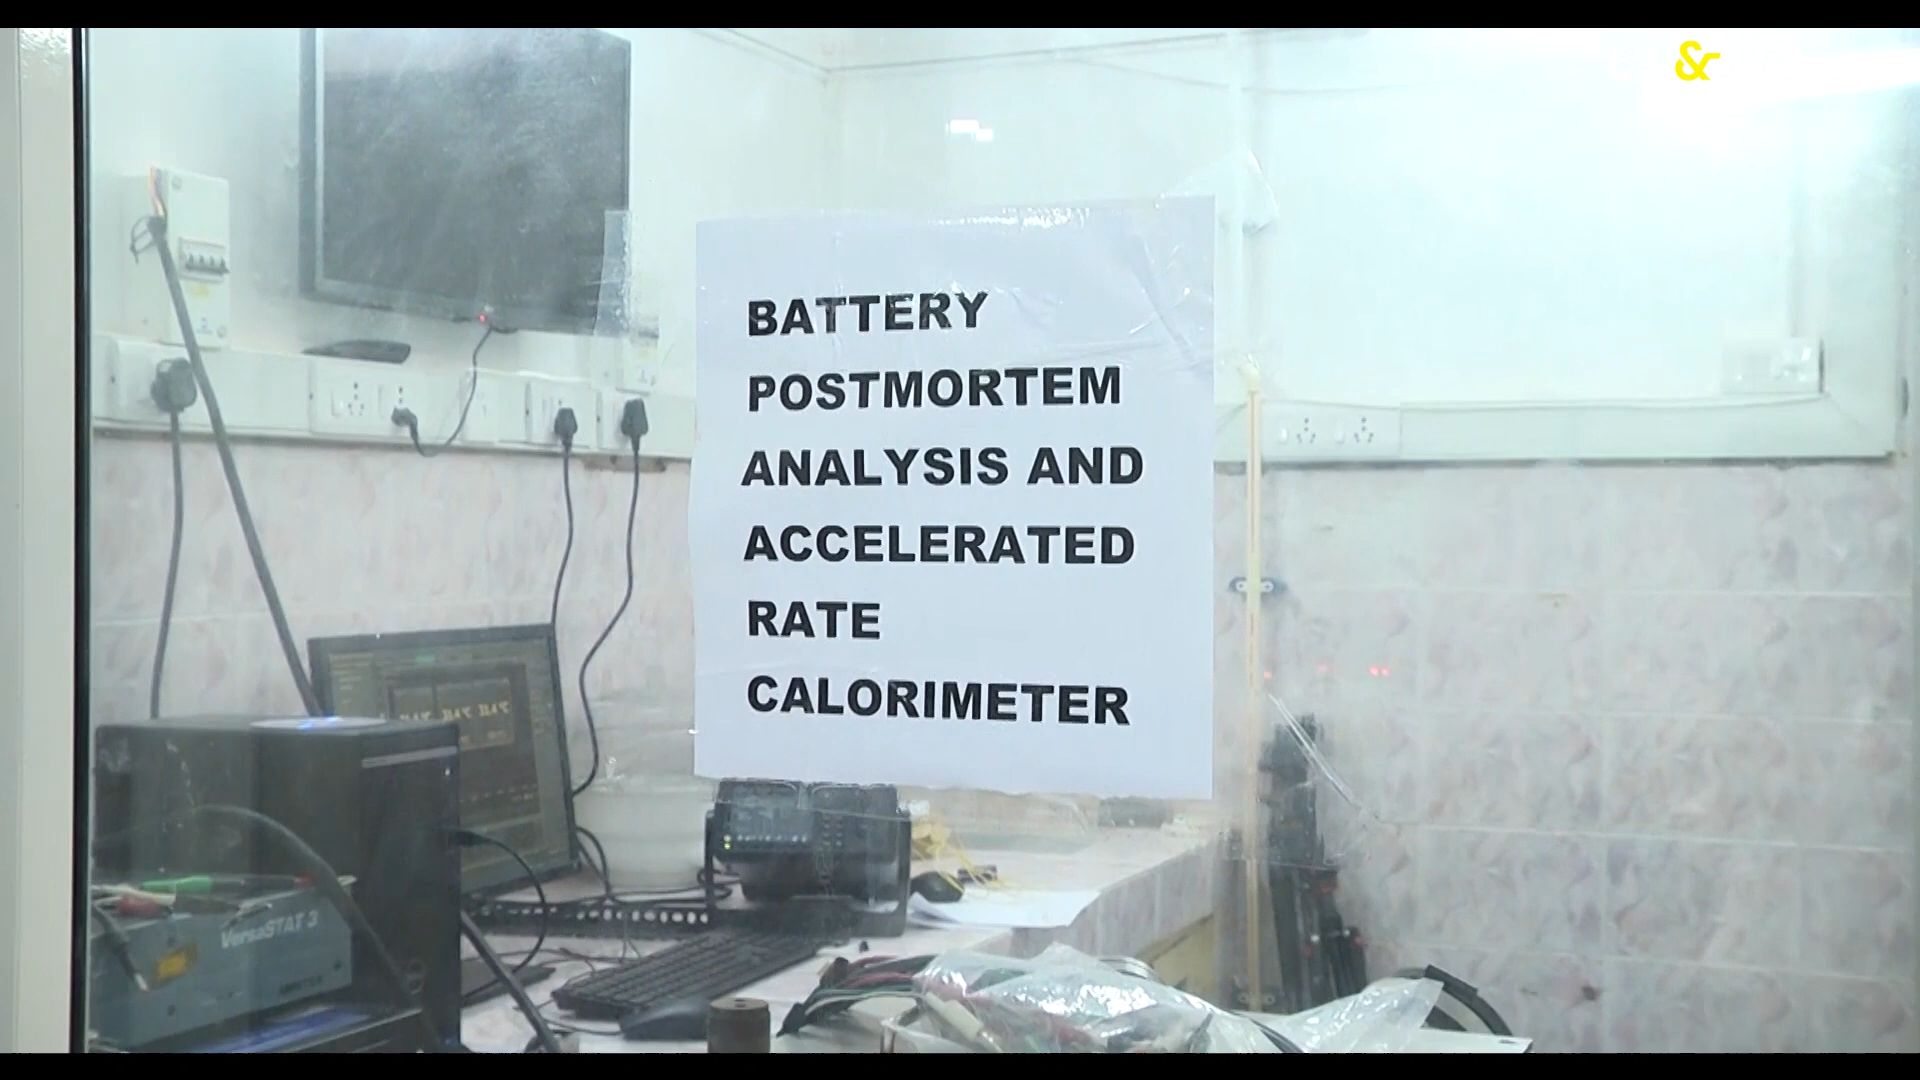 &
BATTERY
POSTMORTEM
ANALYSIS AND
ACCELERATED
RATE
CALORIMETER
VersaSTAT 3